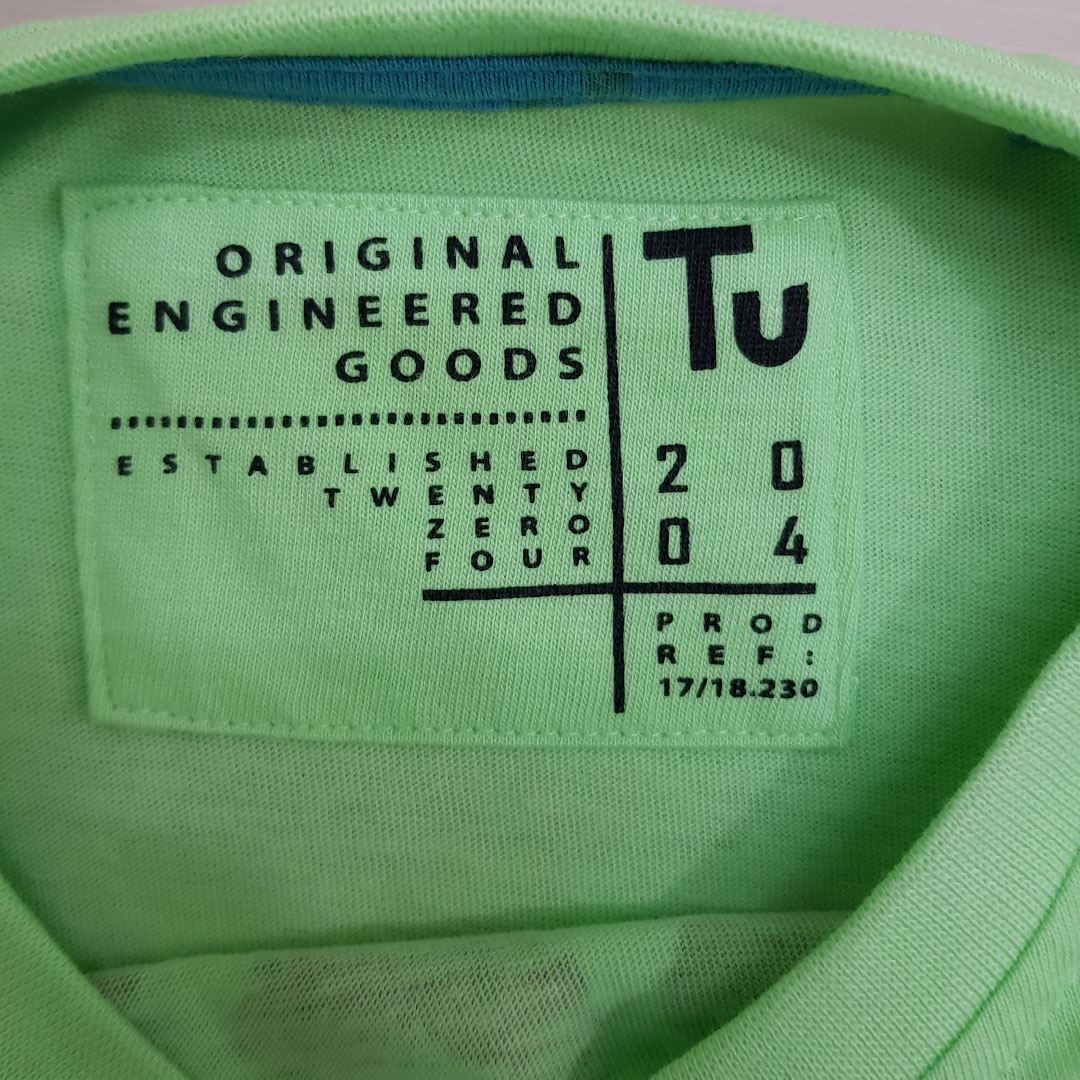 ORIGINAL
ENGINEERED
GOODS
ESTABLISHED
TWENTY
ZERO
FOUR
Tu
20
04
PROD
REF:
17/18.230